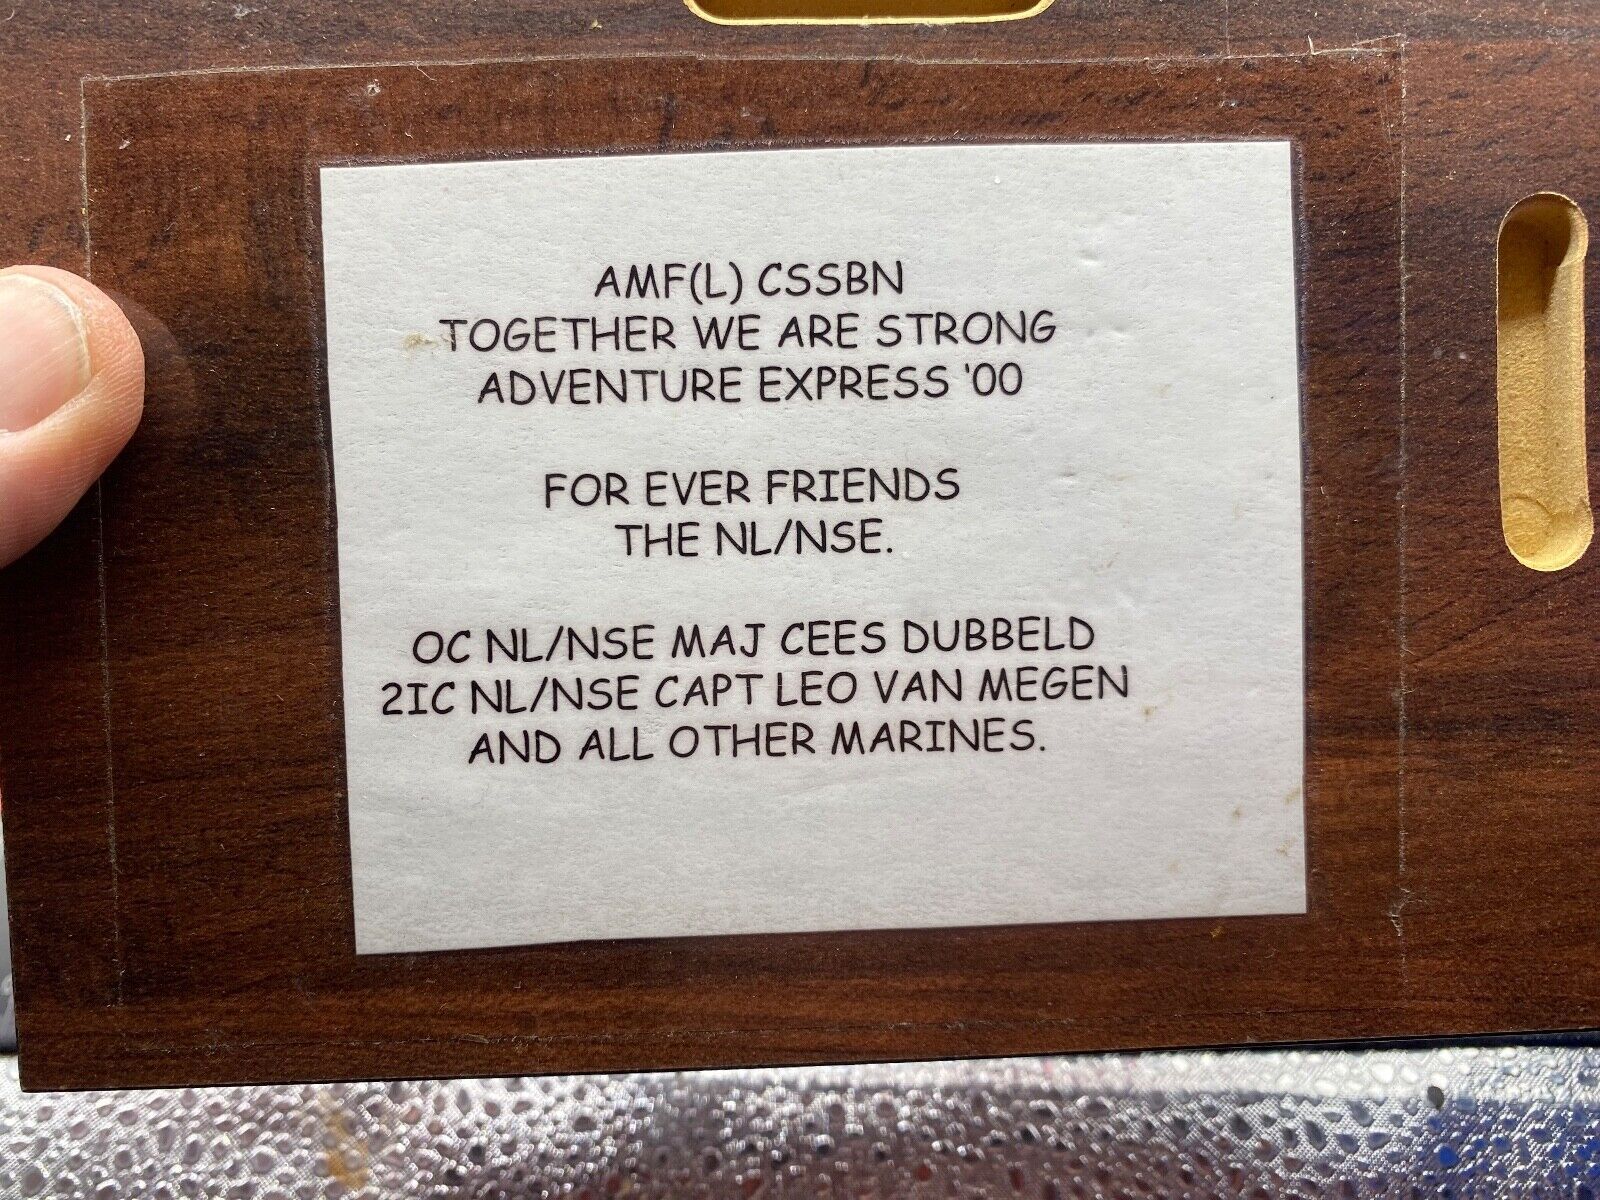 AMF(L) CSSBN
TOGETHER WE ARE STRONG
ADVENTURE EXPRESS '00
FOR EVER FRIENDS
THE NL/NSE.
OC NL/NSE MAJ CEES DUBBELD
2IC NL/NSE CAPT LEO VAN MEGEN
AND ALL OTHER MARINES.